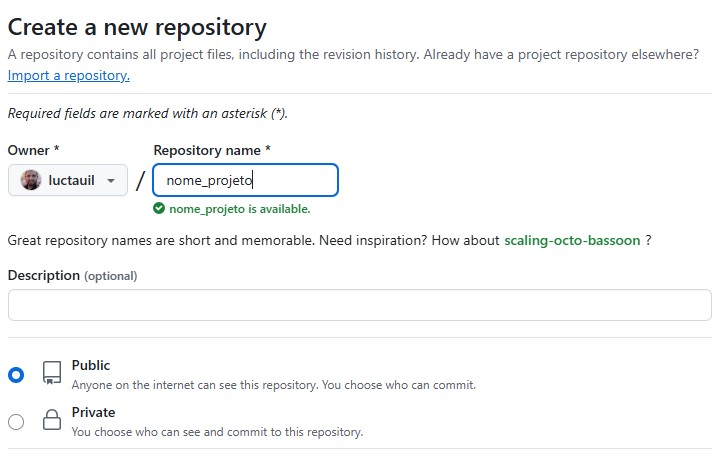 Create a new repository
A repository contains all project files, including the revision history. Already have a project repository elsewhere?
Import a repository.
Required fields are marked with an asterisk (*).
Owner *
Repository name *
luctauil
/
nome_projeto
nome_projeto is available.
Great repository names are short and memorable. Need inspiration? How about scaling-octo-bassoon ?
Description (optional)
Public
Anyone on the internet can see this repository. You choose who can commit.
Private
You choose who can see and commit to this repository.